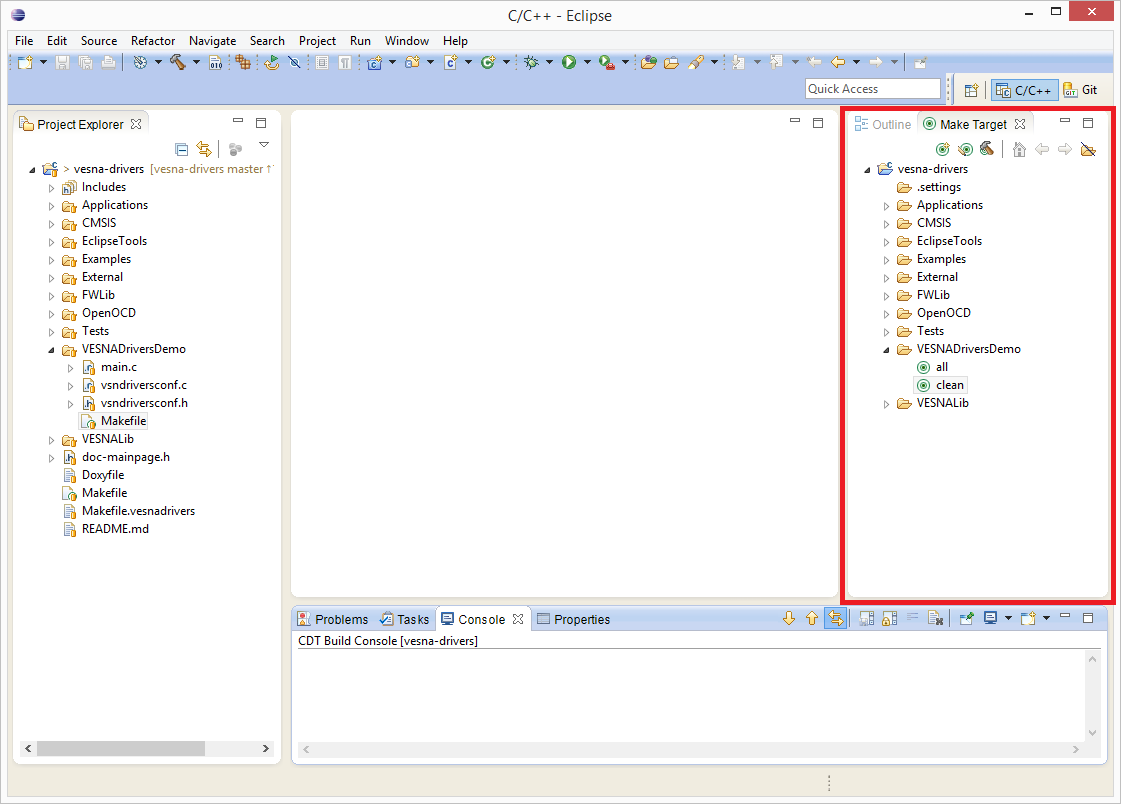 C/C++ - Eclipse
File Edit Source Refactor Navigate Search Project Run Window Help
Quick Access
C/C++
Git
Project Explorer
> vesna-drivers [vesna-drivers master ↑
Includes
Applications
CMSIS
EclipseTools
Examples
External
FWLib
OpenOCD
Tests
VESNADriversDemo
main.c
vsndriversconf.c
vsndriversconf.h
Makefile
VESNALib
doc-mainpage.h
Doxyfile
Makefile
Makefile.vesnadrivers
README.md
Outline Make Target
vesna-drivers
.settings
Applications
CMSIS
EclipseTools
Examples
External
FWLib
OpenOCD
Tests
VESNADriversDemo
all
clean
VESNALib
Problems Tasks Console Properties
CDT Build Console [vesna-drivers]